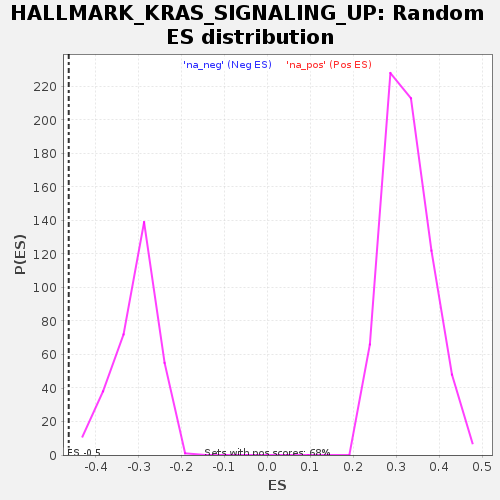 HALLMARK_KRAS_SIGNALING_UP: Random
ES distribution
'na_neg' (Neg ES) 'na_pos' (Pos ES)
220
200
180
160
140
120
100
80
60
40
20
0
P(ES)
ES -0.5
Sets with pos scores: 68%
-0.4 -0.3 -0.2 -0.1 0.0 0.1 0.2 0.3 0.4 0.5
ES